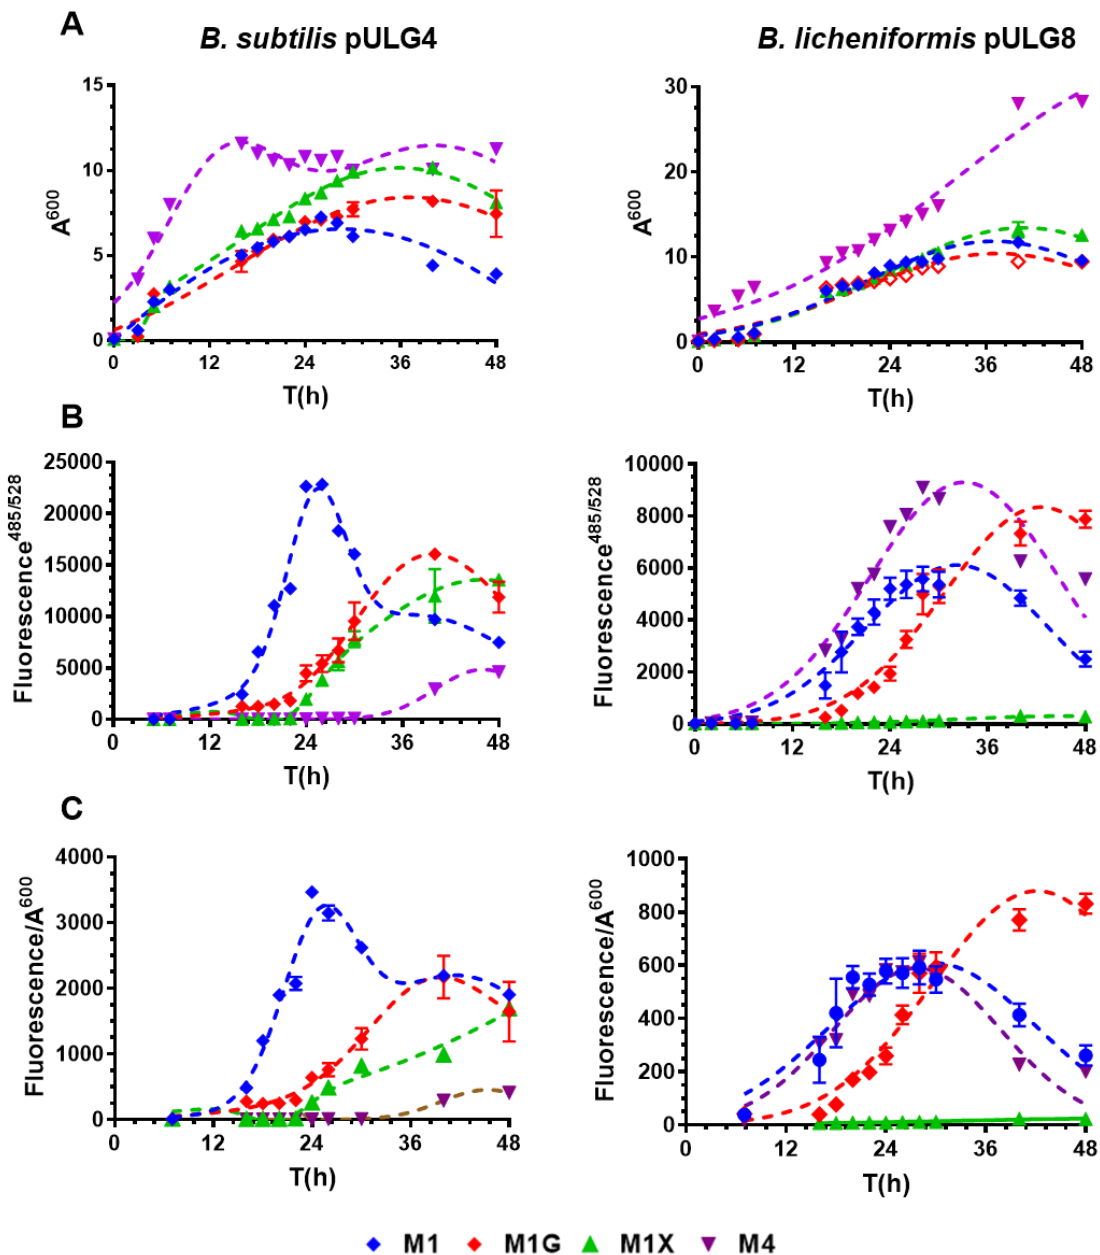 A
B. subtilis pULG4
B. licheniformis pULG8
15
10
5
0
A600
0 12 24 36 48
T(h)
30
20
10
0
A600
0 12 24 36 48
T(h)
B
25000
20000
15000
10000
5000
0
Fluorescence485/528
0 12 24 36 48
T(h)
10000
8000
6000
4000
2000
0
Fluorescence485/528
0 12 24 36 48
T(h)
C
4000
3000
2000
1000
0
Fluorescence/A600
0 12 24 36 48
T(h)
1000
800
600
400
200
0
Fluorescence/A600
0 12 24 36 48
T(h)
M1 M1G M1X M4